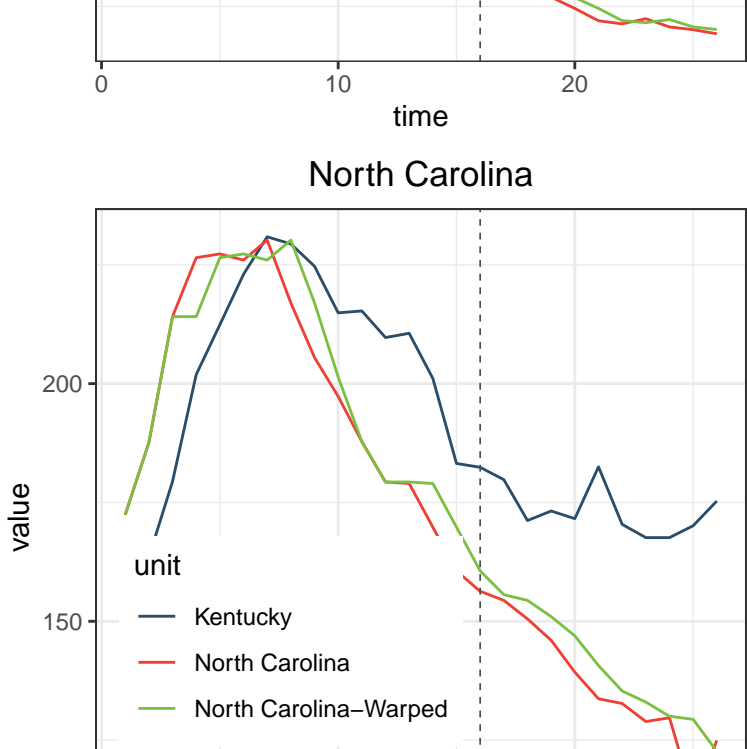 0
10
20
time
North Carolina
200
value
150
unit
Kentucky
North Carolina
North Carolina−Warped